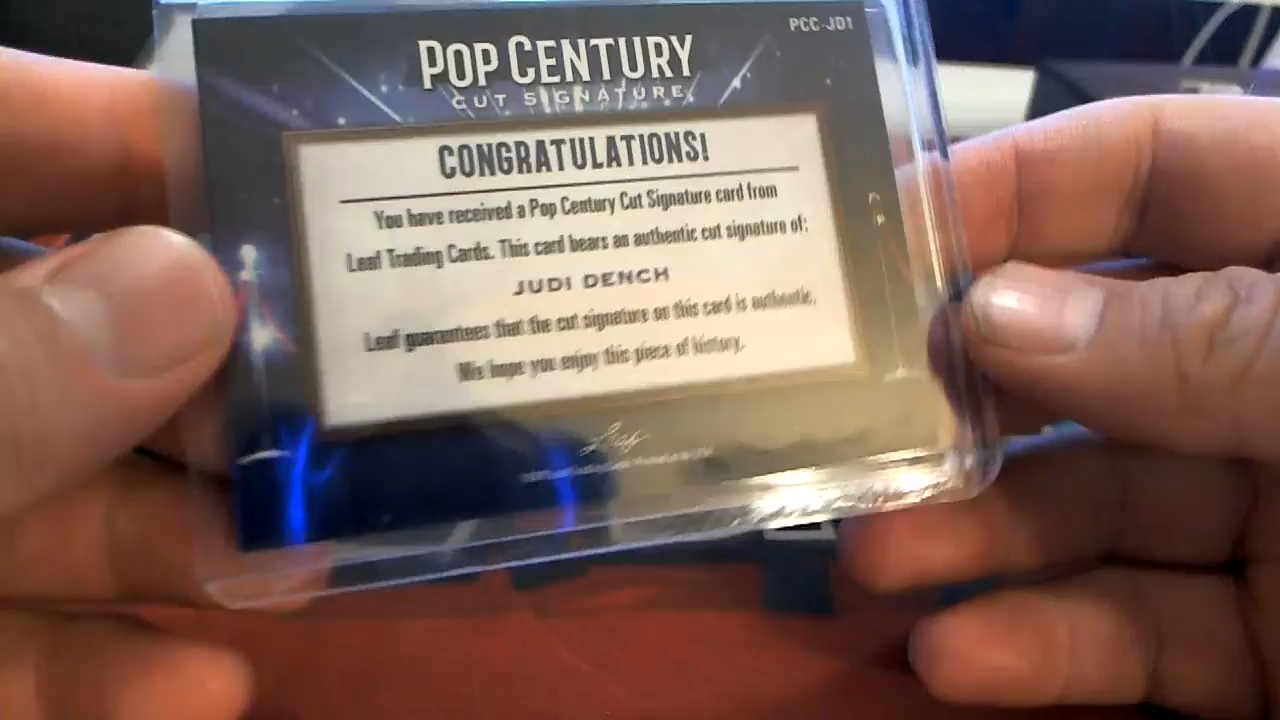 PCC-JD1
POP CENTURY
CUT SIGNATURE
CONGRATULATIONS!
You have received a Pop Century Cut Signature card from
Leaf Trading Cards. This card bears an authentic cut signature of:
JUDI DENCH
Leaf guarantees that the cut signature on this card is authentic.
We hope you enjoy this piece of history.
Leaf